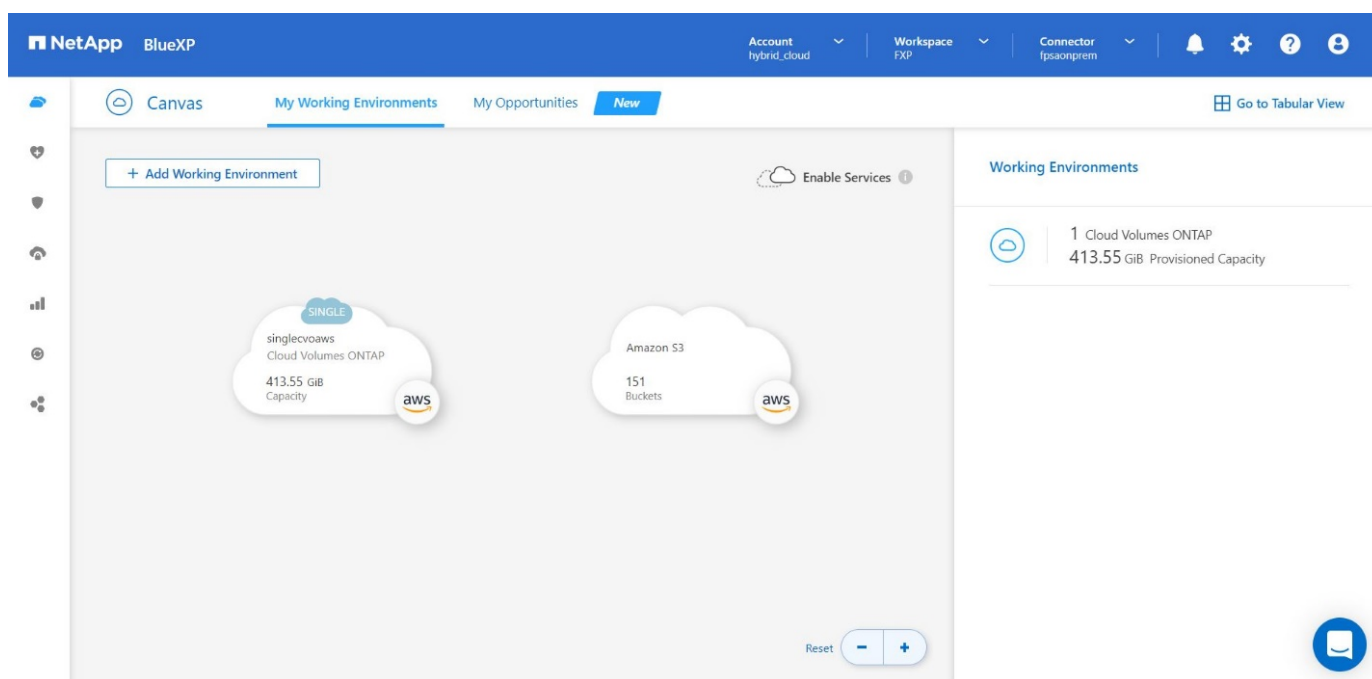 NetApp BlueXP
Account
hybrid_cloud
Workspace
FXP
Connector
fpsaonprem
Canvas
My Working Environments
My Opportunities
New
Go to Tabular View
+ Add Working Environment
Enable Services
Working Environments
1 Cloud Volumes ONTAP
413.55 GiB Provisioned Capacity
SINGLE
singlecvoaws
Cloud Volumes ONTAP
413.55 GiB
Capacity
aws
Amazon S3
151
Buckets
aws
Reset - +